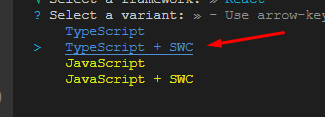 √ Select a framework: » React
? Select a variant: » - Use arrow-key
TypeScript
> TypeScript + SWC
JavaScript
JavaScript + SWC